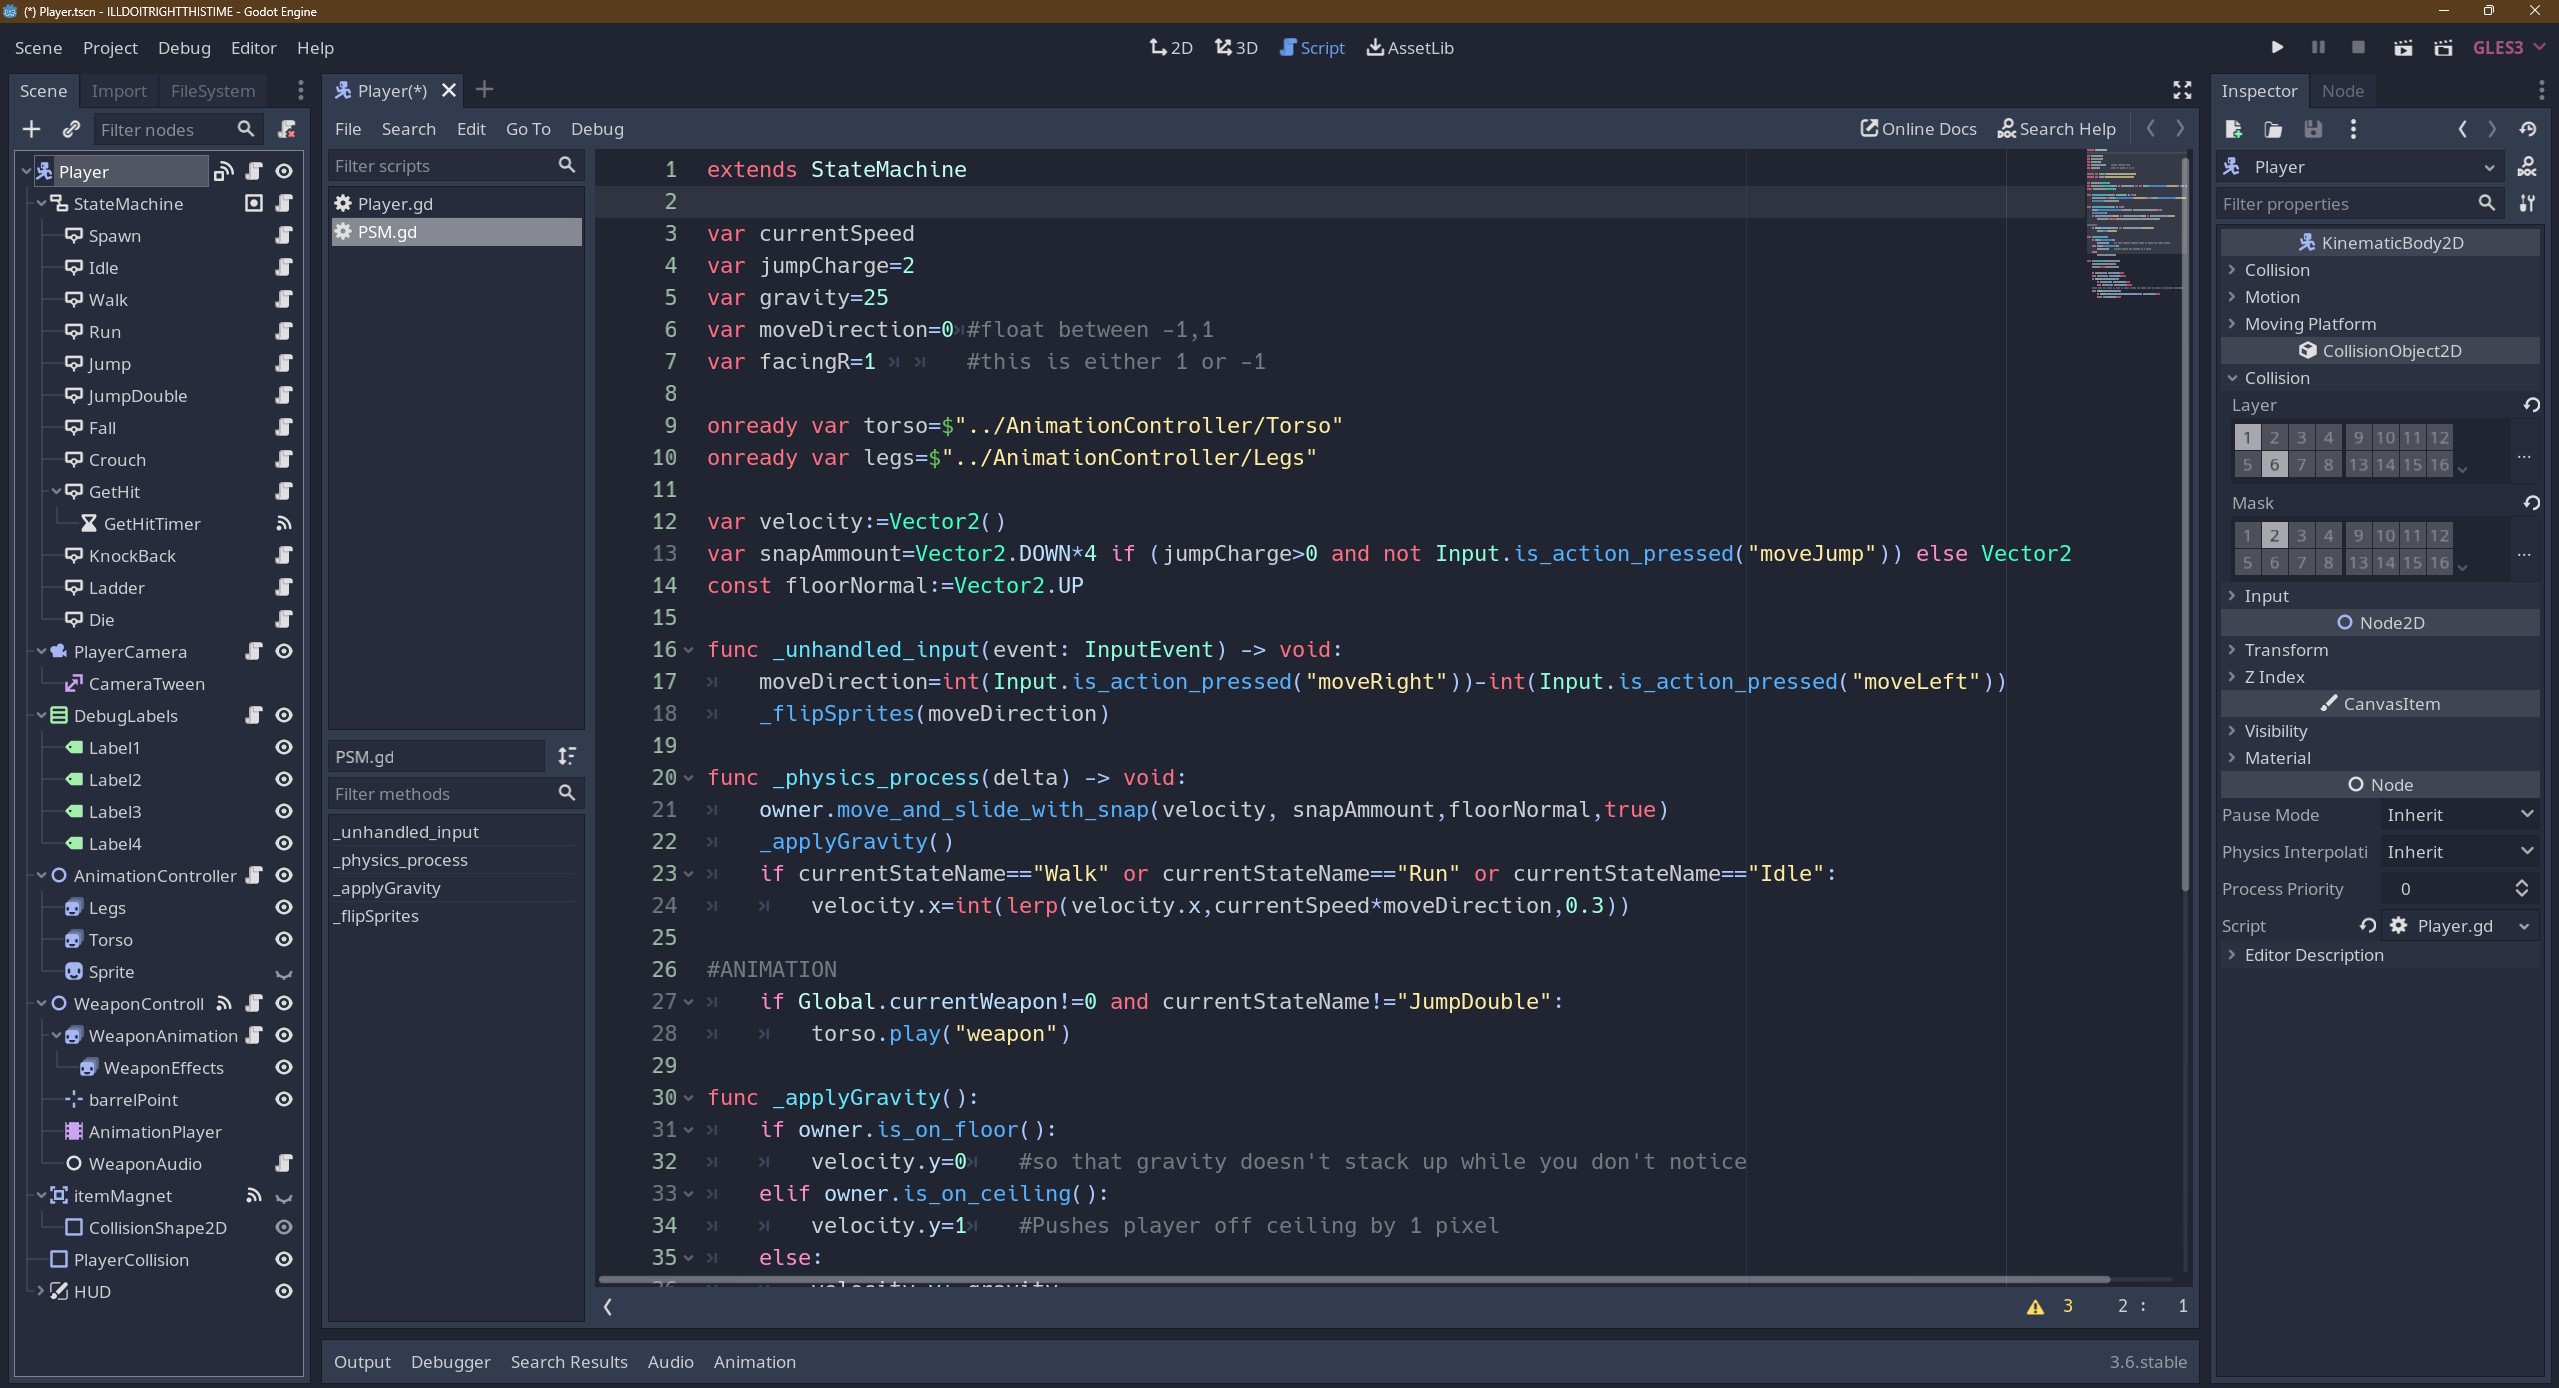 (*) Player.tscn - ILLDOITRIGHTTHISTIME - Godot Engine
Scene Project Debug Editor Help
2D 3D Script AssetLib
GLES3
Scene Import FileSystem
Filter nodes
Player
StateMachine
Spawn
Idle
Walk
Run
Jump
JumpDouble
Fall
Crouch
GetHit
GetHitTimer
KnockBack
Ladder
Die
PlayerCamera
CameraTween
DebugLabels
Label1
Label2
Label3
Label4
AnimationController
Legs
Torso
Sprite
WeaponControll
WeaponAnimation
WeaponEffects
barrelPoint
AnimationPlayer
WeaponAudio
itemMagnet
CollisionShape2D
PlayerCollision
HUD
Player(*)
File Search Edit Go To Debug
Online Docs Search Help
Filter scripts
Player.gd
PSM.gd
PSM.gd
Filter methods
_unhandled_input
_physics_process
_applyGravity
_flipSprites
1 extends StateMachine
2
3 var currentSpeed
4 var jumpCharge=2
5 var gravity=25
6 var moveDirection=0 #float between -1,1
7 var facingR=1 #this is either 1 or -1
8
9 onready var torso=$"../AnimationController/Torso"
10 onready var legs=$"../AnimationController/Legs"
11
12 var velocity:=Vector2()
13 var snapAmmount=Vector2.DOWN*4 if (jumpCharge>0 and not Input.is_action_pressed("moveJump")) else Vector2
14 const floorNormal:=Vector2.UP
15
16 func _unhandled_input(event: InputEvent) -> void:
17 moveDirection=int(Input.is_action_pressed("moveRight"))-int(Input.is_action_pressed("moveLeft"))
18 _flipSprites(moveDirection)
19
20 func _physics_process(delta) -> void:
21 owner.move_and_slide_with_snap(velocity, snapAmmount,floorNormal,true)
22 _applyGravity()
23 if currentStateName=="Walk" or currentStateName=="Run" or currentStateName=="Idle":
24 velocity.x=int(lerp(velocity.x,currentSpeed*moveDirection,0.3))
25
26 #ANIMATION
27 if Global.currentWeapon!=0 and currentStateName!="JumpDouble":
28 torso.play("weapon")
29
30 func _applyGravity():
31 if owner.is_on_floor():
32 velocity.y=0 #so that gravity doesn't stack up while you don't notice
33 elif owner.is_on_ceiling():
34 velocity.y=1 #Pushes player off ceiling by 1 pixel
35 else:
3 2 : 1
Output Debugger Search Results Audio Animation
3.6.stable
Inspector Node
Player
Filter properties
KinematicBody2D
Collision
Motion
Moving Platform
CollisionObject2D
Collision
Layer
1 2 3 4 9 10 11 12
5 6 7 8 13 14 15 16
...
Mask
1 2 3 4 9 10 11 12
5 6 7 8 13 14 15 16
...
Input
Node2D
Transform
Z Index
CanvasItem
Visibility
Material
Node
Pause Mode Inherit
Physics Interpolati Inherit
Process Priority 0
Script Player.gd
Editor Description